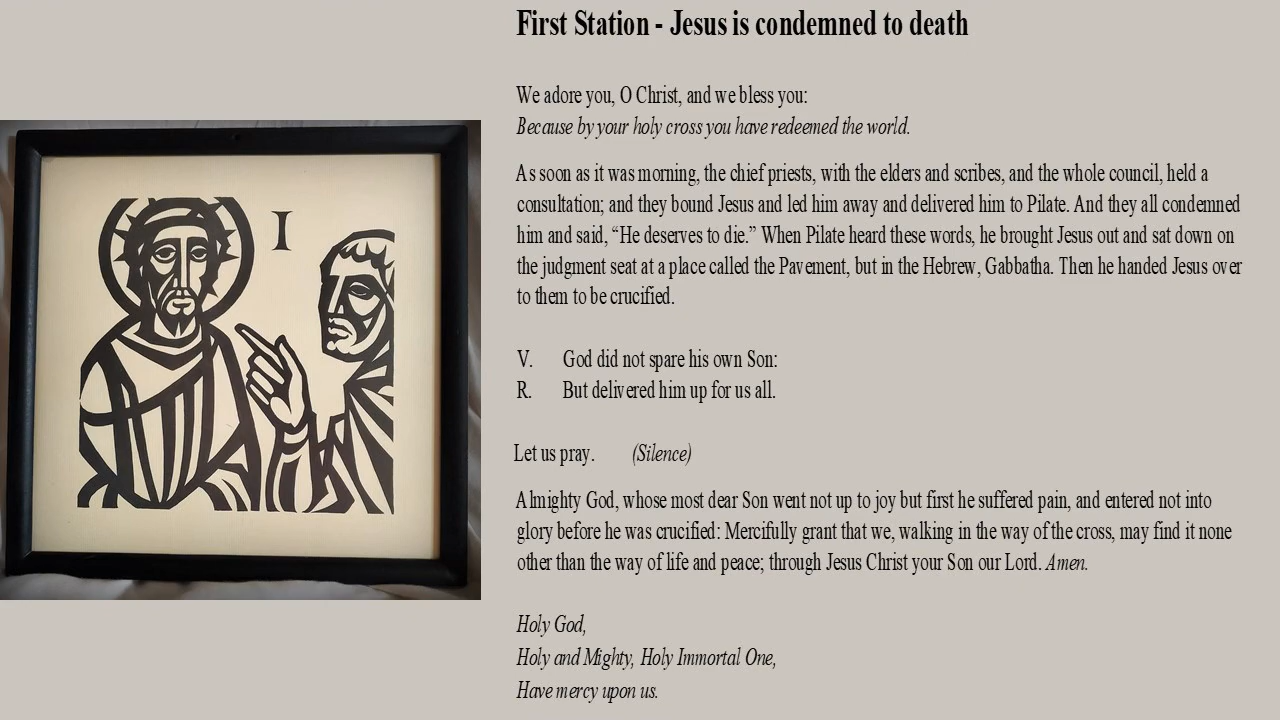 First Station - Jesus is condemned to death
I
We adore you, O Christ, and we bless you:
Because by your holy cross you have redeemed the world.
As soon as it was morning, the chief priests, with the elders and scribes, and the whole council, held a
consultation; and they bound Jesus and led him away and delivered him to Pilate. And they all condemned
him and said, “He deserves to die.” When Pilate heard these words, he brought Jesus out and sat down on
the judgment seat at a place called the Pavement, but in the Hebrew, Gabbatha. Then he handed Jesus over
to them to be crucified.
V. God did not spare his own Son:
R. But delivered him up for us all.
Let us pray. (Silence)
Almighty God, whose most dear Son went not up to joy but first he suffered pain, and entered not into
glory before he was crucified: Mercifully grant that we, walking in the way of the cross, may find it none
other than the way of life and peace; through Jesus Christ your Son our Lord. Amen.
Holy God,
Holy and Mighty, Holy Immortal One,
Have mercy upon us.